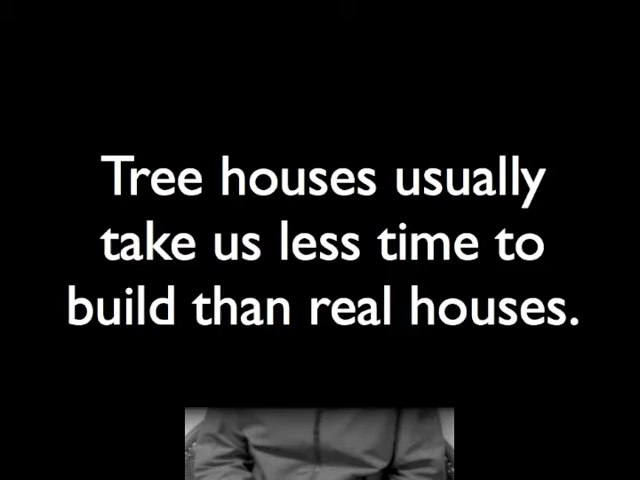 Tree houses usually
take us less time to
build than real houses.